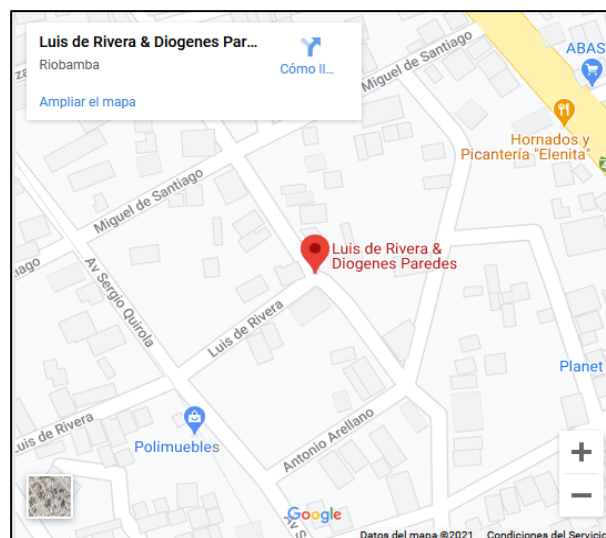 Luis de Rivera & Diogenes Par...
Riobamba
Cómo ll...
Ampliar el mapa
Miguel de Santiago
ABAS
Hornados y
Picantería "Elenita"
Miguel de Santiago
Luis de Rivera &
Diogenes Paredes
Av Sergio Quirola
Luis de Rivera
Planet
Luis de Rivera
Polimuebles
Antonio Arellano
Google
Av S
Datos del mapa ©2021
Condiciones del Servicio